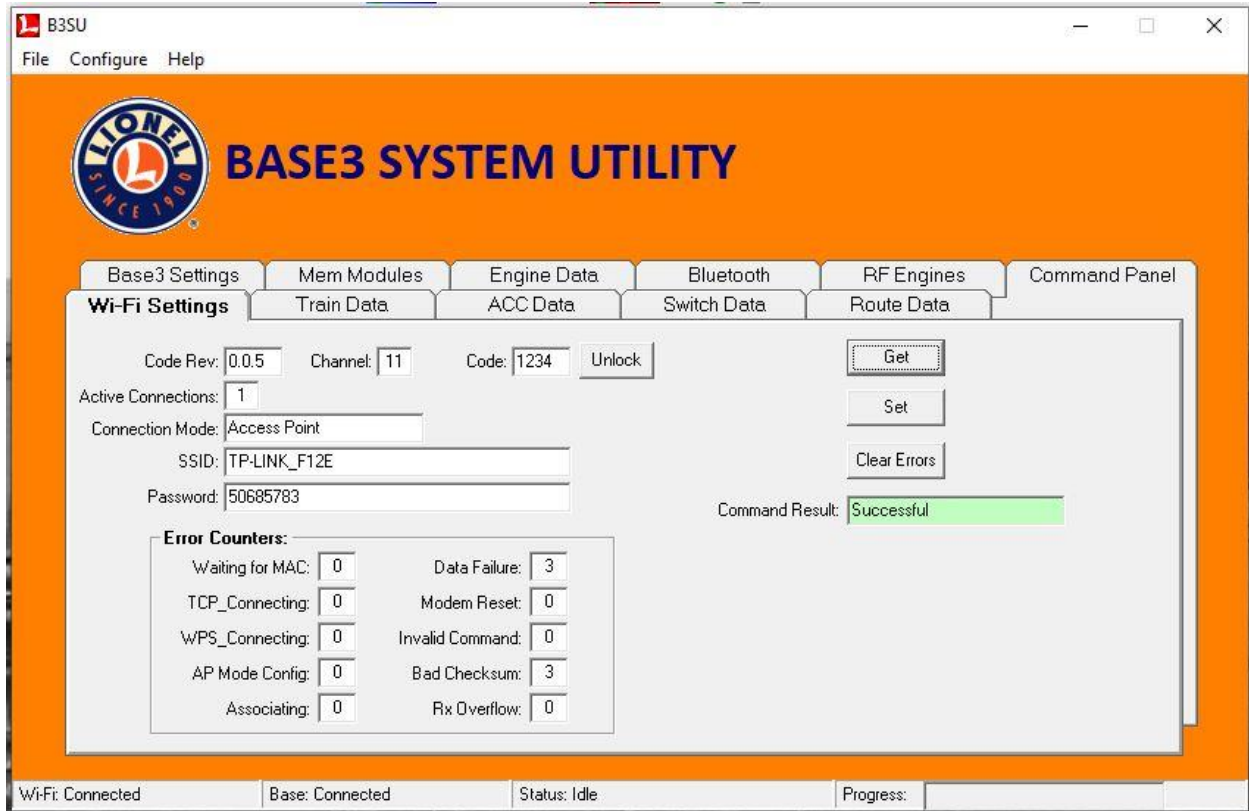 B3SU
File Configure Help
LIONEL
L
SINCE 1900
BASE3 SYSTEM UTILITY
Base3 Settings Mem Modules Engine Data Bluetooth RF Engines Command Panel
Wi-Fi Settings Train Data ACC Data Switch Data Route Data
Code Rev: 0.0.5 Channel: 11 Code: 1234 Unlock Get
Active Connections: 1 Set
Connection Mode: Access Point
SSID: TP-LINK_F12E Clear Errors
Password: 50685783 Command Result: Successful
Error Counters:
Waiting for MAC: 0 Data Failure: 3
TCP_Connecting: 0 Modem Reset: 0
WPS_Connecting: 0 Invalid Command: 0
AP Mode Config: 0 Bad Checksum: 3
Associating: 0 Rx Overflow: 0
Wi-Fi: Connected Base: Connected Status: Idle Progress: